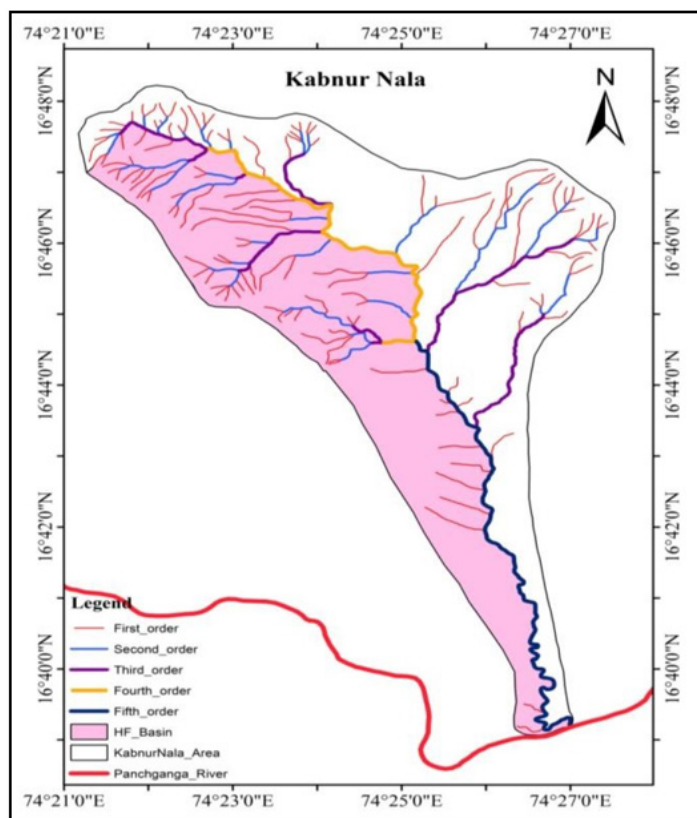 74°21'0"E 74°23'0"E 74°25'0"E 74°27'0"E
Kabnur Nala
N
16°48'0"N 16°48'0"N
16°46'0"N 16°46'0"N
16°44'0"N 16°44'0"N
16°42'0"N 16°42'0"N
16°40'0"N 16°40'0"N
Legend
First_order
Second_order
Third_order
Fourth_order
Fifth_order
HF_Basin
KabnurNala_Area
Panchganga_River
74°21'0"E 74°23'0"E 74°25'0"E 74°27'0"E